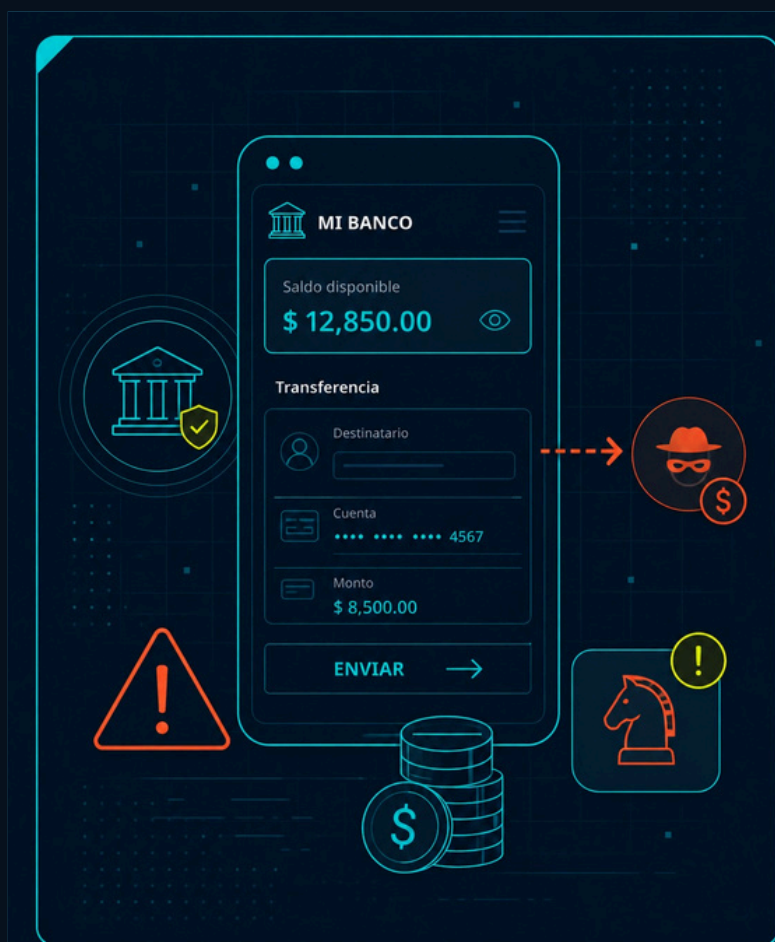 MI BANCO
Saldo disponible
$ 12,850.00
Transferencia
Destinatario
Cuenta
•••• •••• •••• 4567
Monto
$ 8,500.00
ENVIAR
$
!
!
$